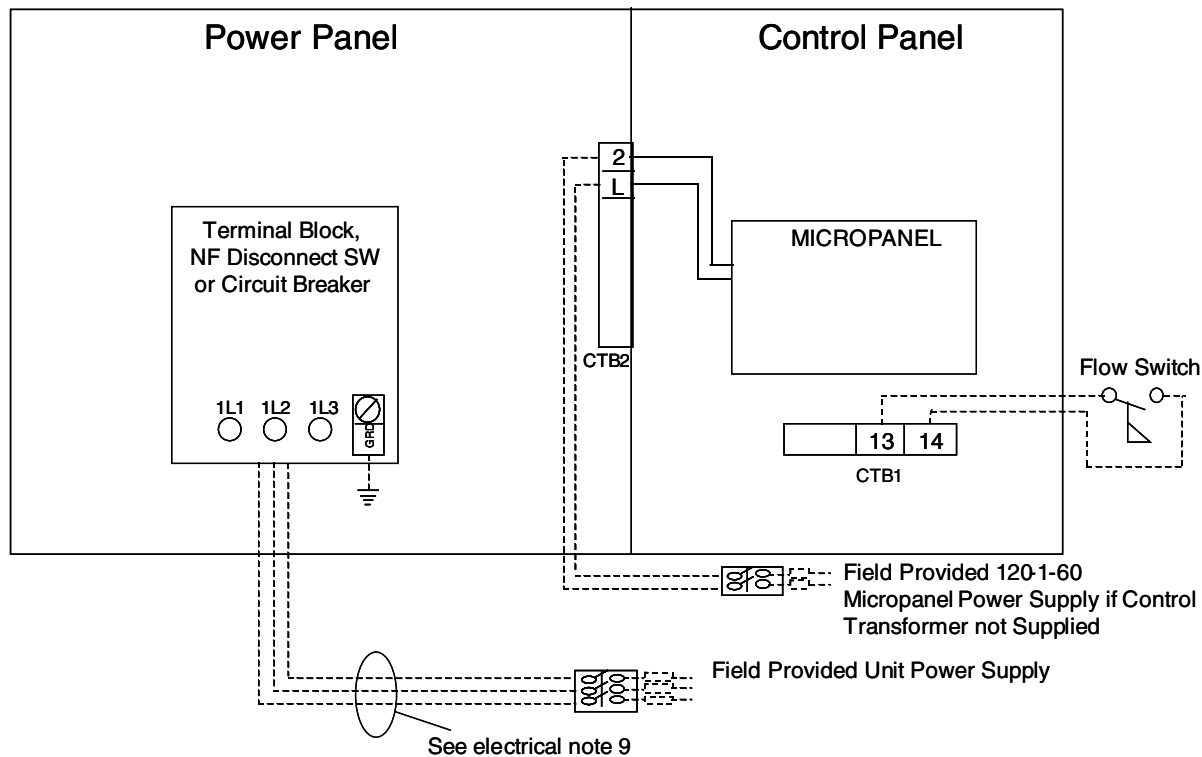 Power Panel
Control Panel
2
L
Terminal Block,
NF Disconnect SW
or Circuit Breaker
MICROPANEL
CTB2
Flow Switch
1L1 1L2 1L3
GRD
13 14
CTB1
Field Provided 120-1-60
Micropanel Power Supply if Control
Transformer not Supplied
Field Provided Unit Power Supply
See electrical note 9